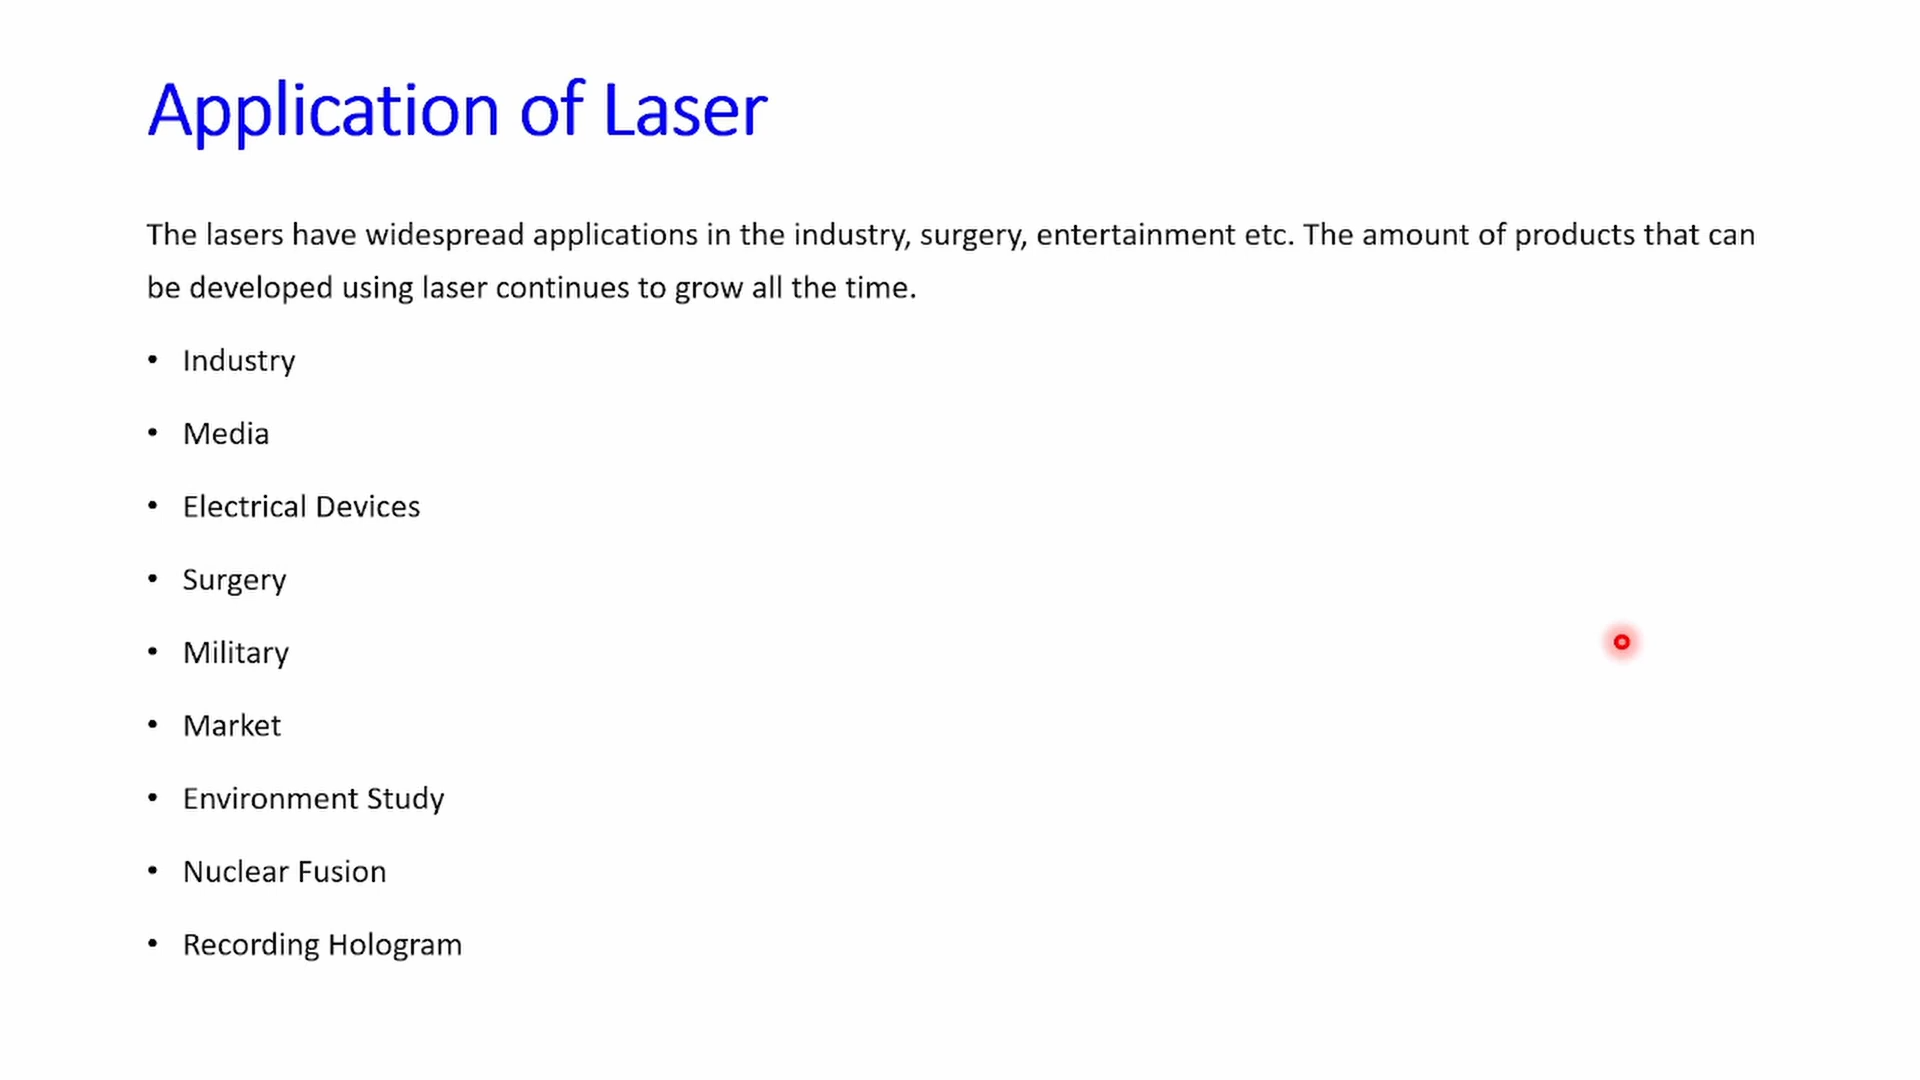 Application of Laser
The lasers have widespread applications in the industry, surgery, entertainment etc. The amount of products that can
be developed using laser continues to grow all the time.
• Industry
• Media
• Electrical Devices
• Surgery
• Military
• Market
• Environment Study
• Nuclear Fusion
• Recording Hologram